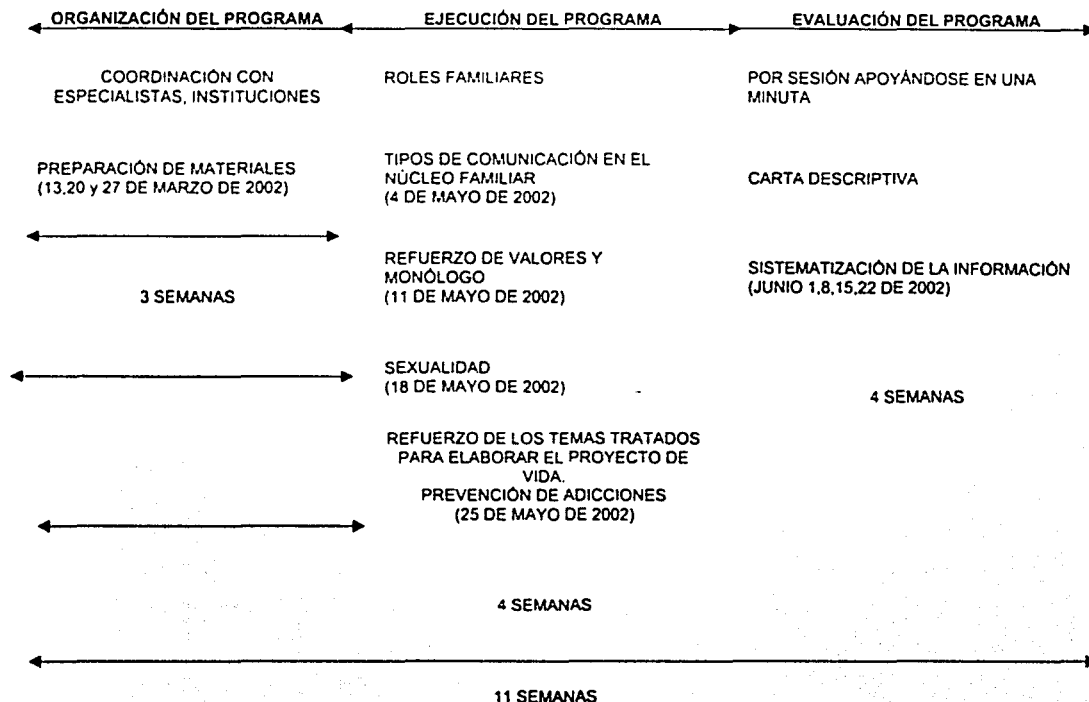 ORGANIZACIÓN DEL PROGRAMA
EJECUCIÓN DEL PROGRAMA
EVALUACIÓN DEL PROGRAMA
COORDINACIÓN CON
ESPECIALISTAS, INSTITUCIONES
PREPARACIÓN DE MATERIALES
(13,20 y 27 DE MARZO DE 2002)
3 SEMANAS
ROLES FAMILIARES
TIPOS DE COMUNICACIÓN EN EL
NÚCLEO FAMILIAR
(4 DE MAYO DE 2002)
REFUERZO DE VALORES Y
MONÓLOGO
(11 DE MAYO DE 2002)
SEXUALIDAD
(18 DE MAYO DE 2002)
REFUERZO DE LOS TEMAS TRATADOS
PARA ELABORAR EL PROYECTO DE
VIDA.
PREVENCIÓN DE ADICCIONES
(25 DE MAYO DE 2002)
4 SEMANAS
POR SESIÓN APOYÁNDOSE EN UNA
MINUTA
CARTA DESCRIPTIVA
SISTEMATIZACIÓN DE LA INFORMACIÓN
(JUNIO 1,8,15,22 DE 2002)
4 SEMANAS
11 SEMANAS